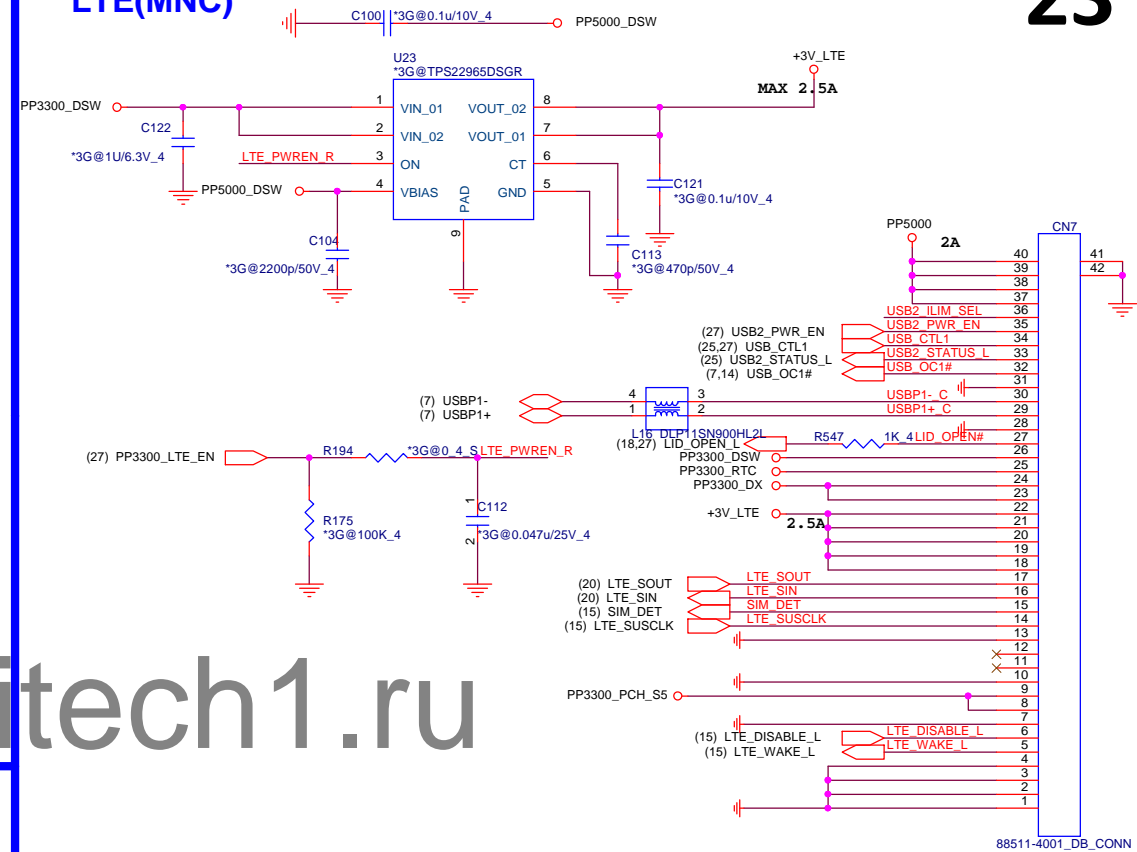 LTE(MNC)
23
C100
*3G@0.1u/10V_4
PP5000_DSW
U23
*3G@TPS22965DSGR
+3V_LTE
MAX 2.5A
PP3300_DSW
1 VIN_01 VOUT_02 8
2 VIN_02 VOUT_01 7
3 ON CT 6
4 VBIAS GND 5
PAD
9
C122
*3G@1U/6.3V_4
LTE_PWREN_R
PP5000_DSW
C104
*3G@2200p/50V_4
C121
*3G@0.1u/10V_4
C113
*3G@470p/50V_4
PP5000
2A
CN7
40 41
39 42
38
37
36 USB2_ILIM_SEL
(27) USB2_PWR_EN USB2_PWR_EN 35
(25,27) USB_CTL1 USB_CTL1 34
(25) USB2_STATUS_L USB2_STATUS_L 33
(7,14) USB_OC1# USB_OC1# 32
31
(7) USBP1- 4 3 USBP1-_C 30
(7) USBP1+ 1 2 USBP1+_C 29
L16 DLP11SN900HL2L
28
(18,27) LID_OPEN_L R547 1K_4 LID_OPEN# 27
PP3300_DSW 26
PP3300_RTC 25
PP3300_DX 24
23
+3V_LTE 22
2.5A 21
20
19
18
(20) LTE_SOUT LTE_SOUT 17
(20) LTE_SIN LTE_SIN 16
(15) SIM_DET SIM_DET 15
(15) LTE_SUSCLK LTE_SUSCLK 14
13
12
11
10
PP3300_PCH_S5 9
8
7
(15) LTE_DISABLE_L LTE_DISABLE_L 6
(15) LTE_WAKE_L LTE_WAKE_L 5
4
3
2
1
88511-4001_DB_CONN
(27) PP3300_LTE_EN R194 *3G@0_4_S LTE_PWREN_R
R175
*3G@100K_4
1 C112
2 *3G@0.047u/25V_4
itech1.ru